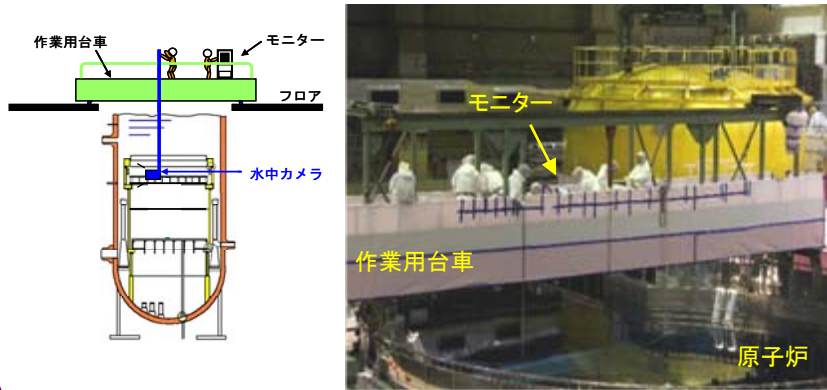 作業用台車
モニター
フロア
水中カメラ
モニター
作業用台車
原子炉